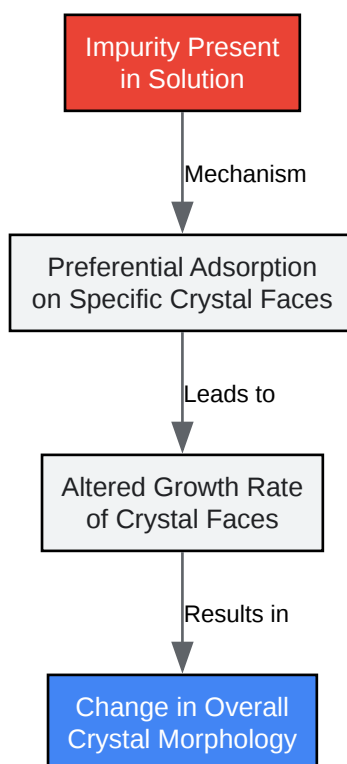 Impurity Present
in Solution
Mechanism
Preferential Adsorption
on Specific Crystal Faces
Leads to
Altered Growth Rate
of Crystal Faces
Results in
Change in Overall
Crystal Morphology